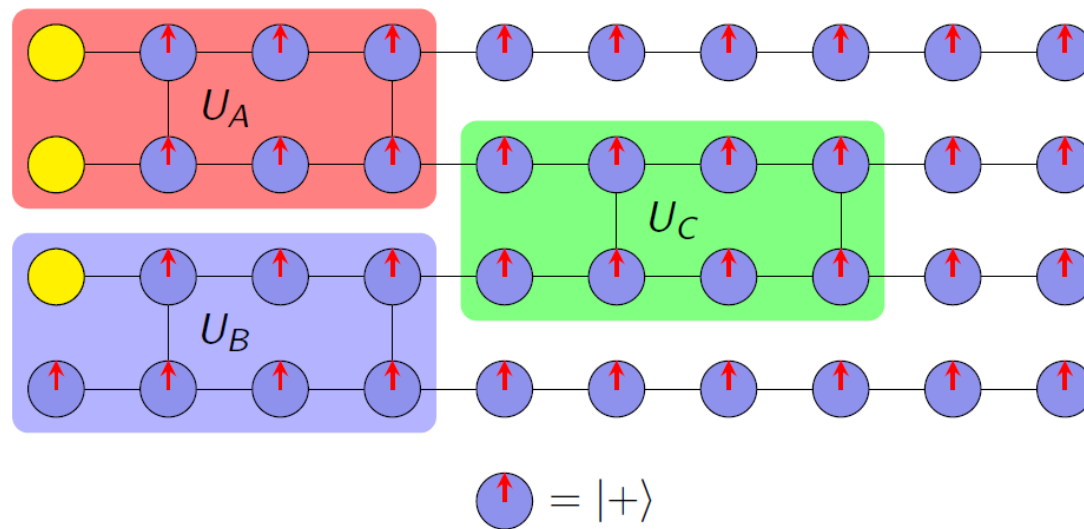 U_A
U_C
U_B
= |+⟩